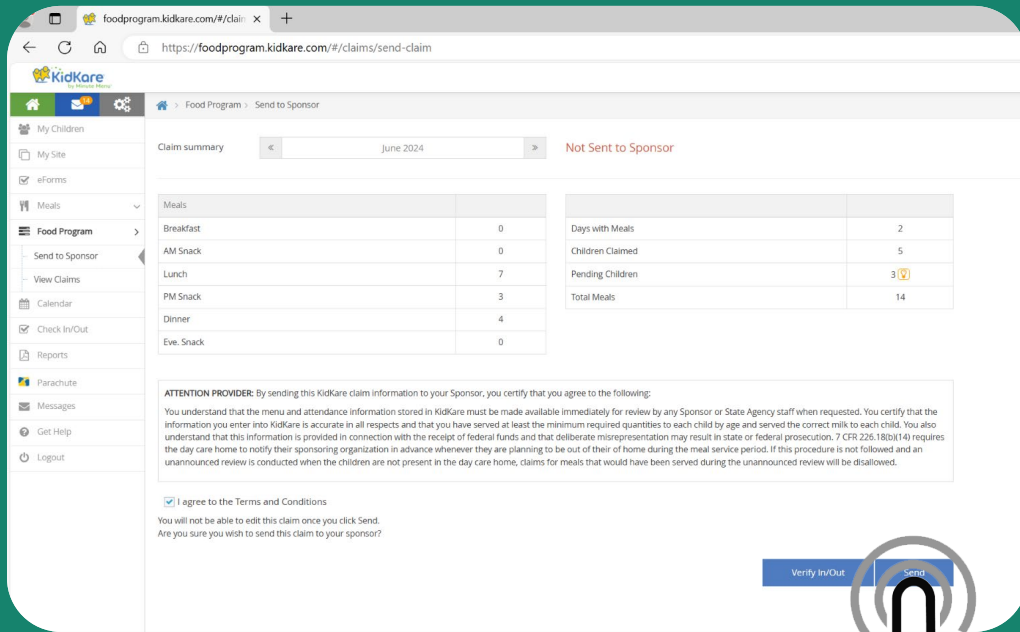 foodprogram.kidkare.com/#/clain
https://foodprogram.kidkare.com/#/claims/send-claim
KidKare
by Minute Menu
14
Food Program > Send to Sponsor
My Children
My Site
eForms
Meals
Food Program
Send to Sponsor
View Claims
Calendar
Check In/Out
Reports
Parachute
Messages
Get Help
Logout
Claim summary
« June 2024 »
Not Sent to Sponsor
Meals
Breakfast 0
AM Snack 0
Lunch 7
PM Snack 3
Dinner 4
Eve. Snack 0
Days with Meals 2
Children Claimed 5
Pending Children 3
Total Meals 14
ATTENTION PROVIDER: By sending this KidKare claim information to your Sponsor, you certify that you agree to the following:
You understand that the menu and attendance information stored in KidKare must be made available immediately for review by any Sponsor or State Agency staff when requested. You certify that the
information you enter into KidKare is accurate in all respects and that you have served at least the minimum required quantities to each child by age and served the correct milk to each child. You also
understand that this information is provided in connection with the receipt of federal funds and that deliberate misrepresentation may result in state or federal prosecution. 7 CFR 226.18(b)(14) requires
the day care home to notify their sponsoring organization in advance whenever they are planning to be out of their of home during the meal service period. If this procedure is not followed and an
unannounced review is conducted when the children are not present in the day care home, claims for meals that would have been served during the unannounced review will be disallowed.
I agree to the Terms and Conditions
You will not be able to edit this claim once you click Send.
Are you sure you wish to send this claim to your sponsor?
Verify In/Out
Send